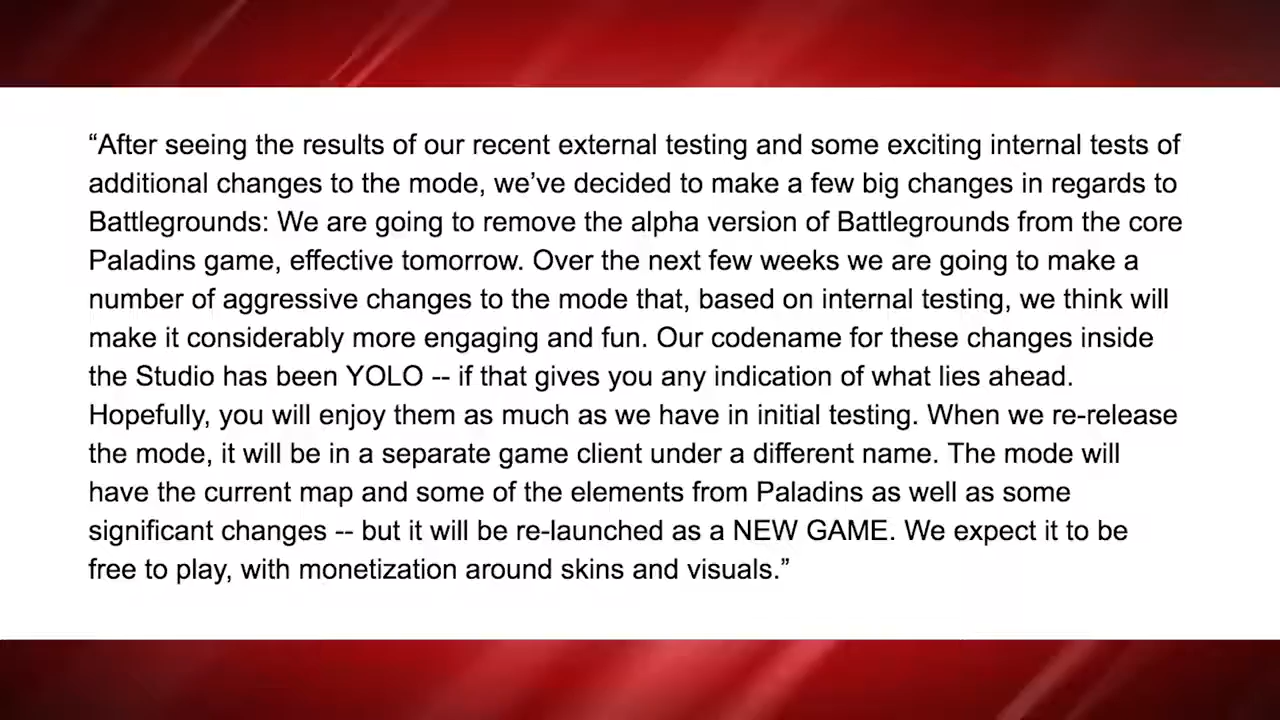 “After seeing the results of our recent external testing and some exciting internal tests of
additional changes to the mode, we’ve decided to make a few big changes in regards to
Battlegrounds: We are going to remove the alpha version of Battlegrounds from the core
Paladins game, effective tomorrow. Over the next few weeks we are going to make a
number of aggressive changes to the mode that, based on internal testing, we think will
make it considerably more engaging and fun. Our codename for these changes inside
the Studio has been YOLO -- if that gives you any indication of what lies ahead.
Hopefully, you will enjoy them as much as we have in initial testing. When we re-release
the mode, it will be in a separate game client under a different name. The mode will
have the current map and some of the elements from Paladins as well as some
significant changes -- but it will be re-launched as a NEW GAME. We expect it to be
free to play, with monetization around skins and visuals.”